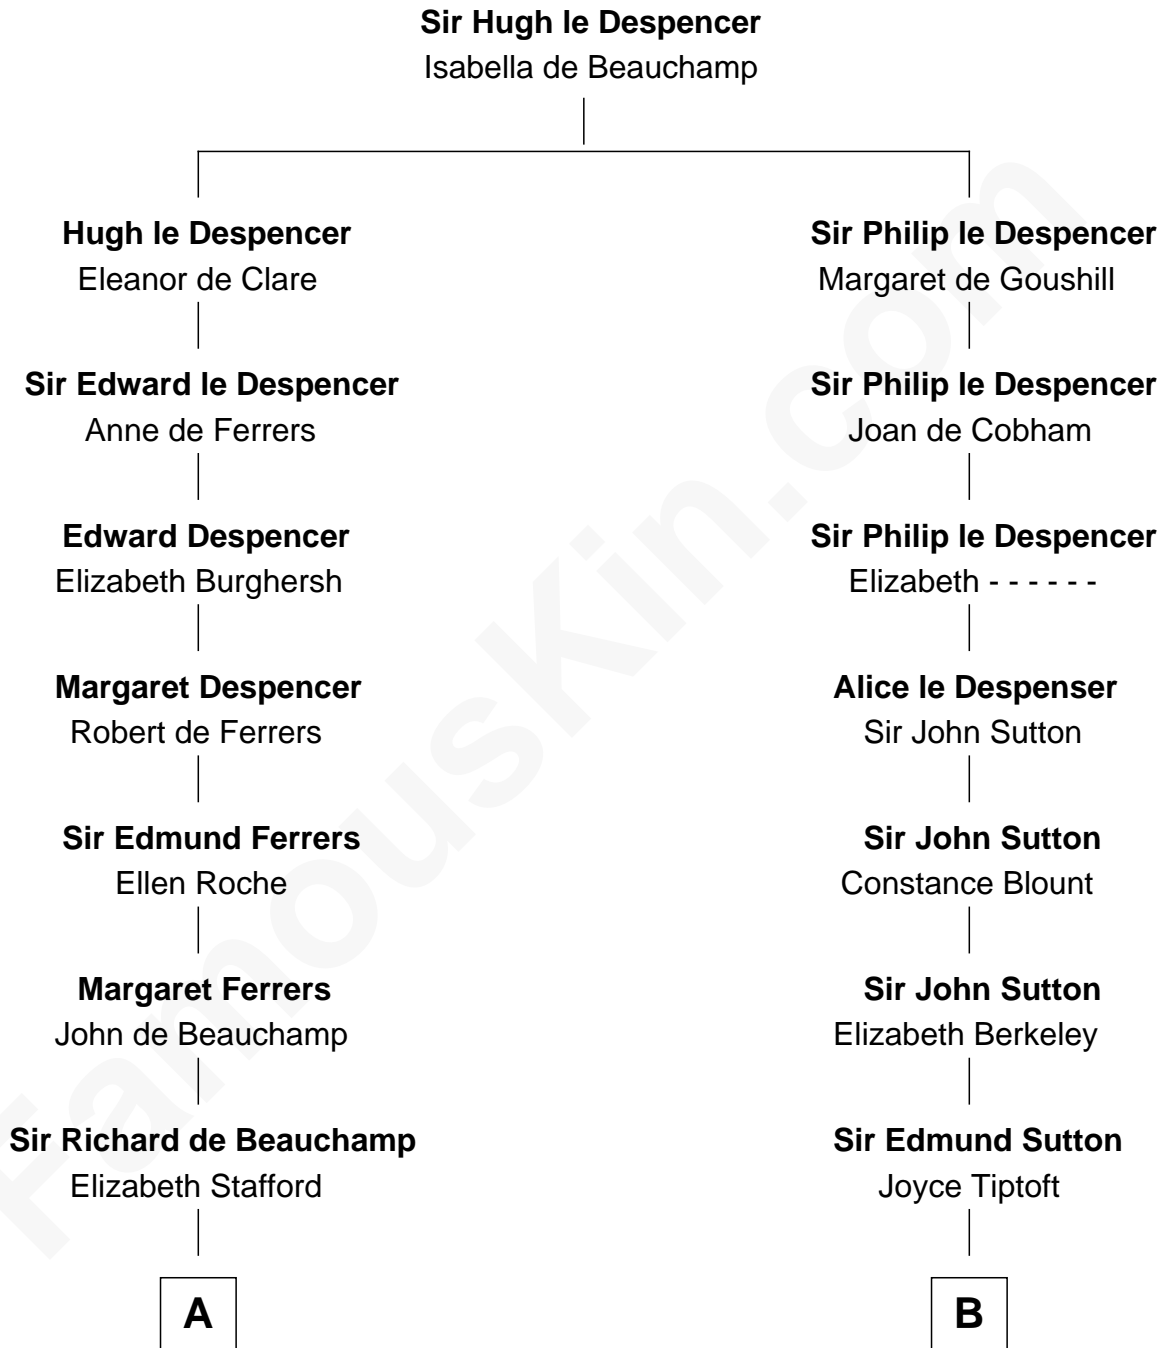 Sir Hugh le Despencer
Isabella de Beauchamp
Hugh le Despencer
Eleanor de Clare
Sir Philip le Despencer
Margaret de Goushill
Sir Edward le Despencer
Anne de Ferrers
Sir Philip le Despencer
Joan de Cobham
Edward Despencer
Elizabeth Burghersh
Sir Philip le Despencer
Elizabeth - - - - - -
Margaret Despencer
Robert de Ferrers
Alice le Despenser
Sir John Sutton
Sir Edmund Ferrers
Ellen Roche
Sir John Sutton
Constance Blount
Margaret Ferrers
John de Beauchamp
Sir John Sutton
Elizabeth Berkeley
Sir Richard de Beauchamp
Elizabeth Stafford
Sir Edmund Sutton
Joyce Tiptoft
A
B
FamousKin.com